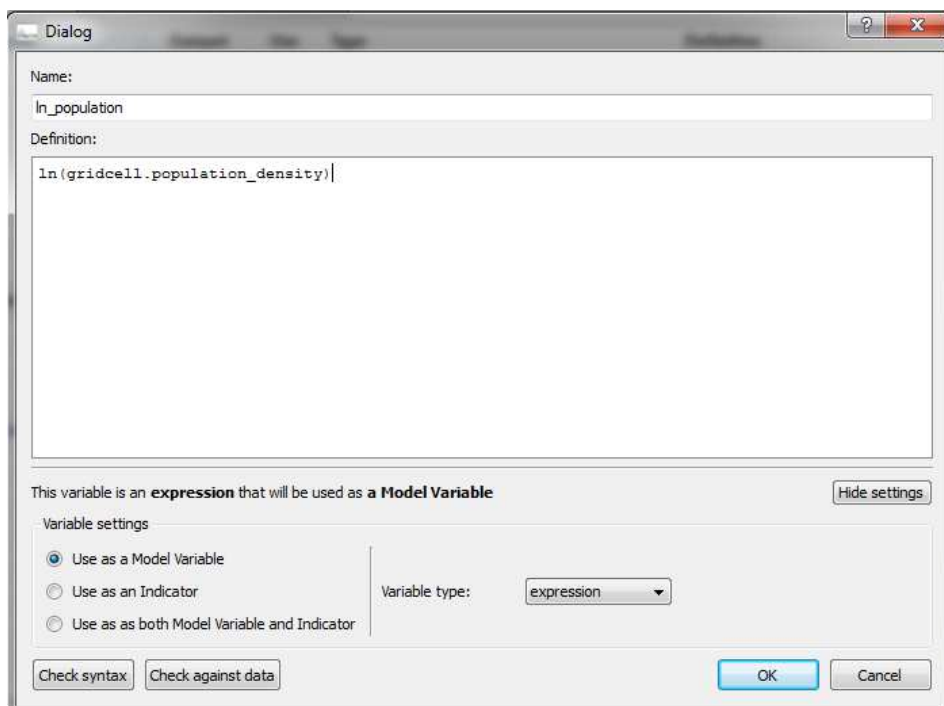 Dialog
Name:
ln_population
Definition:
ln(gridcell.population_density)
This variable is an expression that will be used as a Model Variable
Hide settings
Variable settings
Use as a Model Variable
Use as an Indicator
Use as as both Model Variable and Indicator
Variable type:
expression
Check syntax
Check against data
OK
Cancel